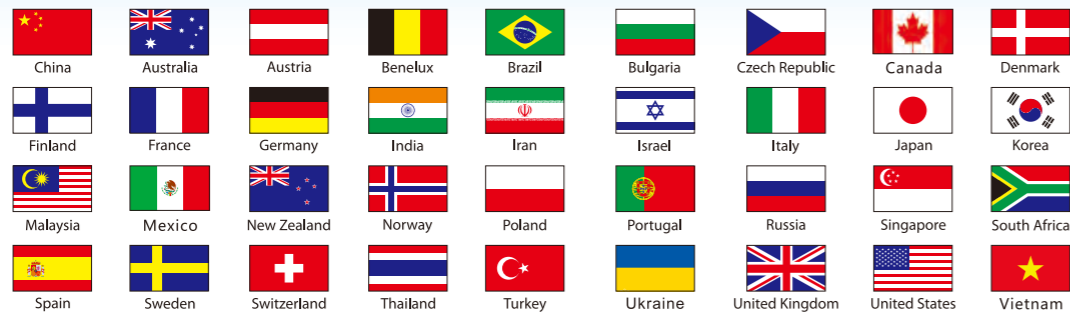 China Australia Austria Benelux Brazil Bulgaria Czech Republic Canada Denmark
Finland France Germany India Iran Israel Italy Japan Korea
Malaysia Mexico New Zealand Norway Poland Portugal Russia Singapore South Africa
Spain Sweden Switzerland Thailand Turkey Ukraine United Kingdom United States Vietnam